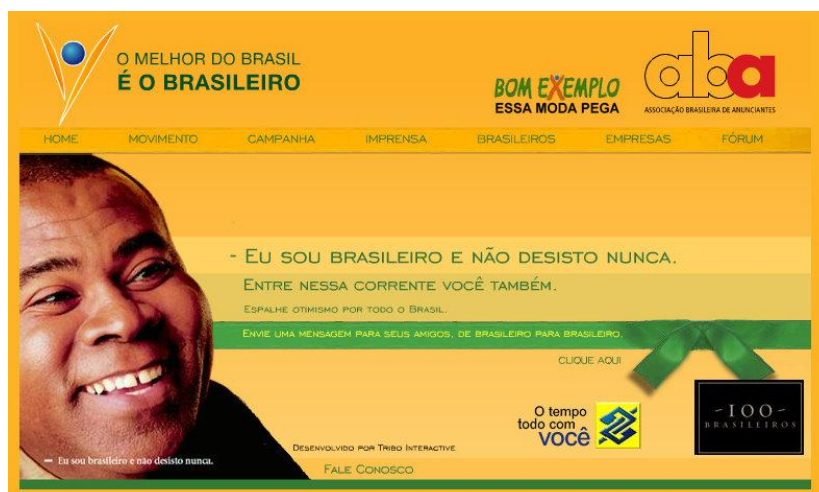 O MELHOR DO BRASIL
É O BRASILEIRO
BOM EXEMPLO
ESSA MODA PEGA
aba
ASSOCIAÇÃO BRASILEIRA DE ANUNCIANTES
HOME MOVIMENTO CAMPANHA IMPRENSA BRASILEIROS EMPRESAS FÓRUM
- EU SOU BRASILEIRO E NÃO DESISTO NUNCA.
ENTRE NESSA CORRENTE VOCÊ TAMBÉM.
ESPALHE OTIMISMO POR TODO O BRASIL.
ENVIE UMA MENSAGEM PARA SEUS AMIGOS, DE BRASILEIRO PARA BRASILEIRO.
CLIQUE AQUI
O tempo
todo com
você
-100-
BRASILEIROS
DESENVOLVIDO POR TRIBO INTERACTIVE
— Eu sou brasileiro e não desisto nunca.
FALE CONOSCO